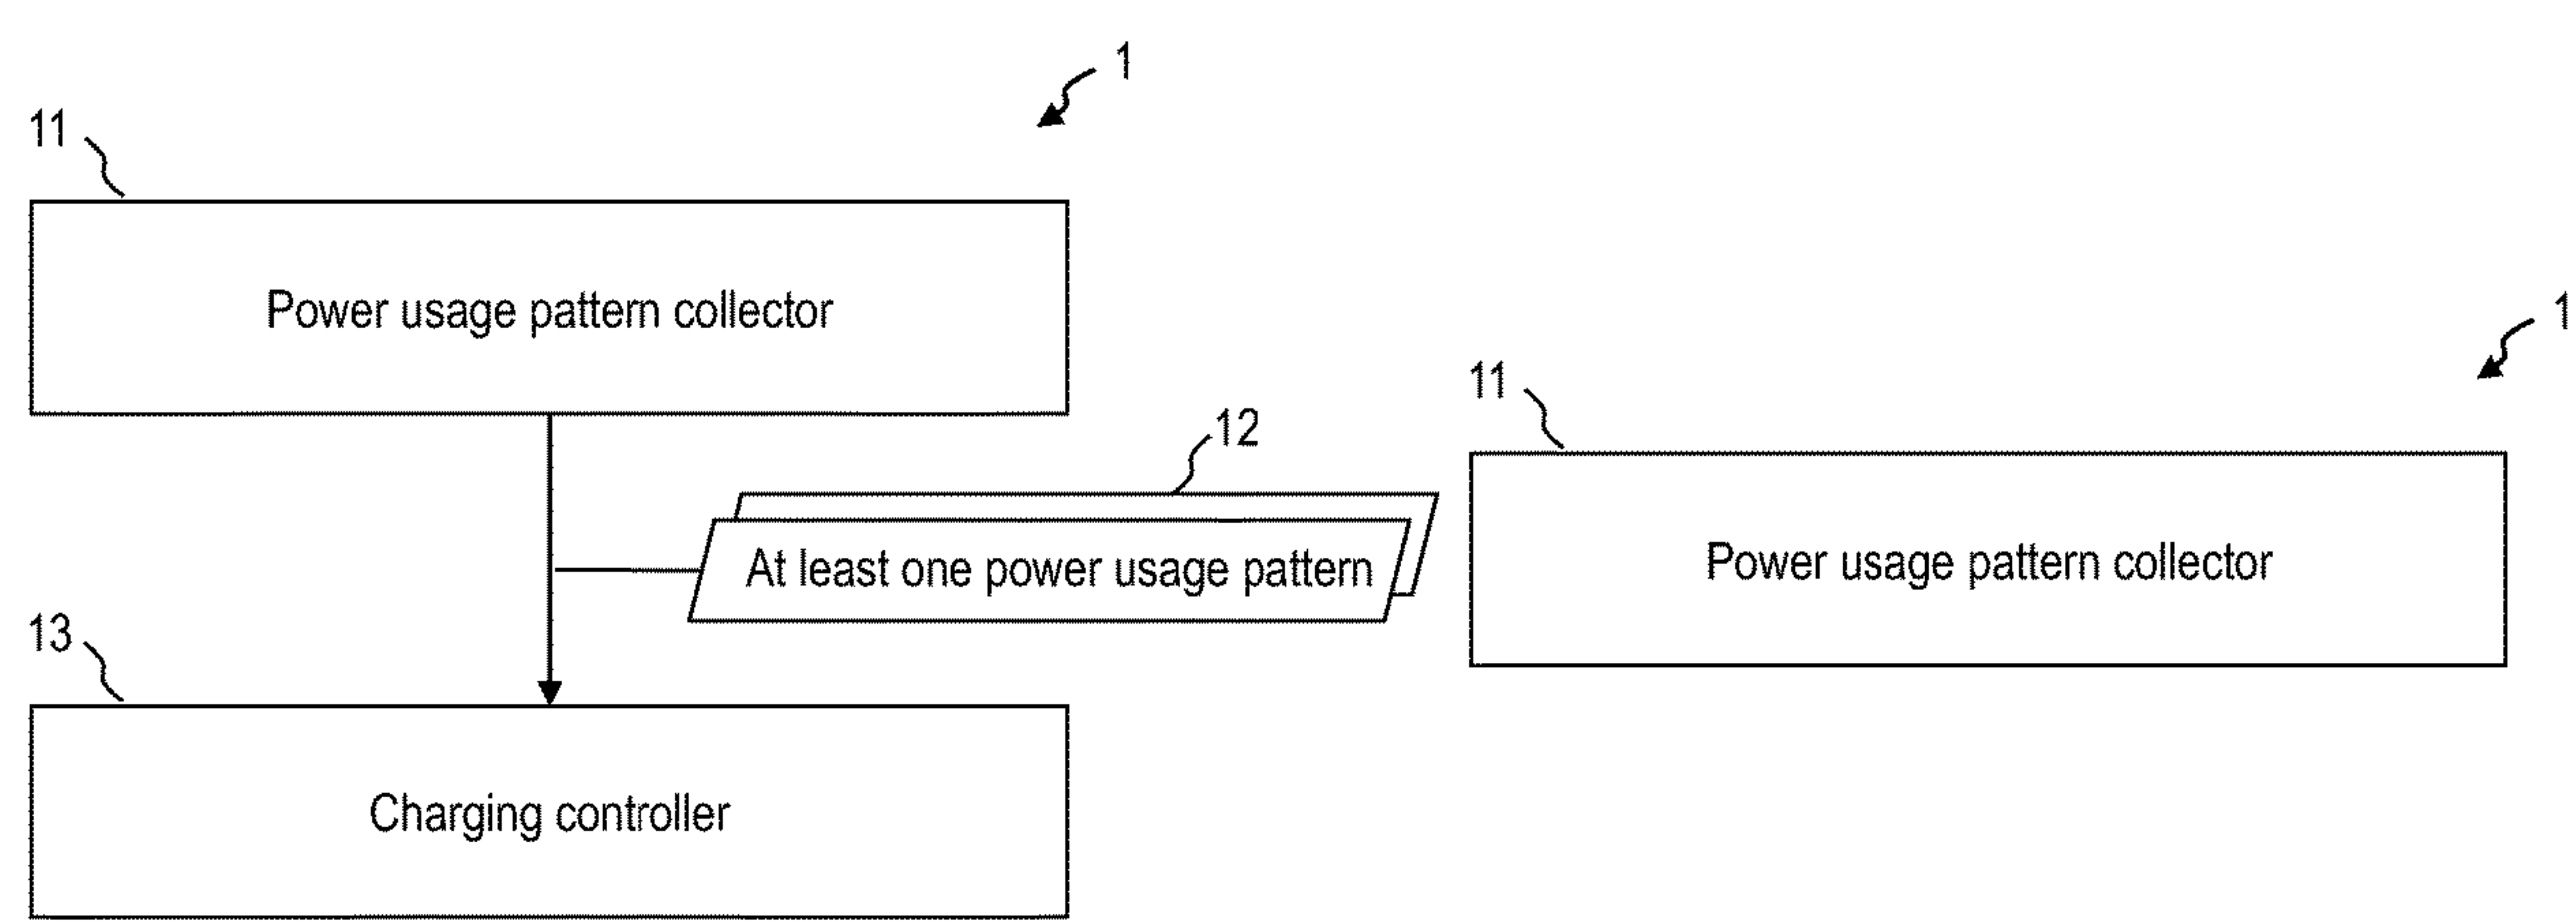 1
11
Power usage pattern collector
12
At least one power usage pattern
13
Charging controller
1
11
Power usage pattern collector